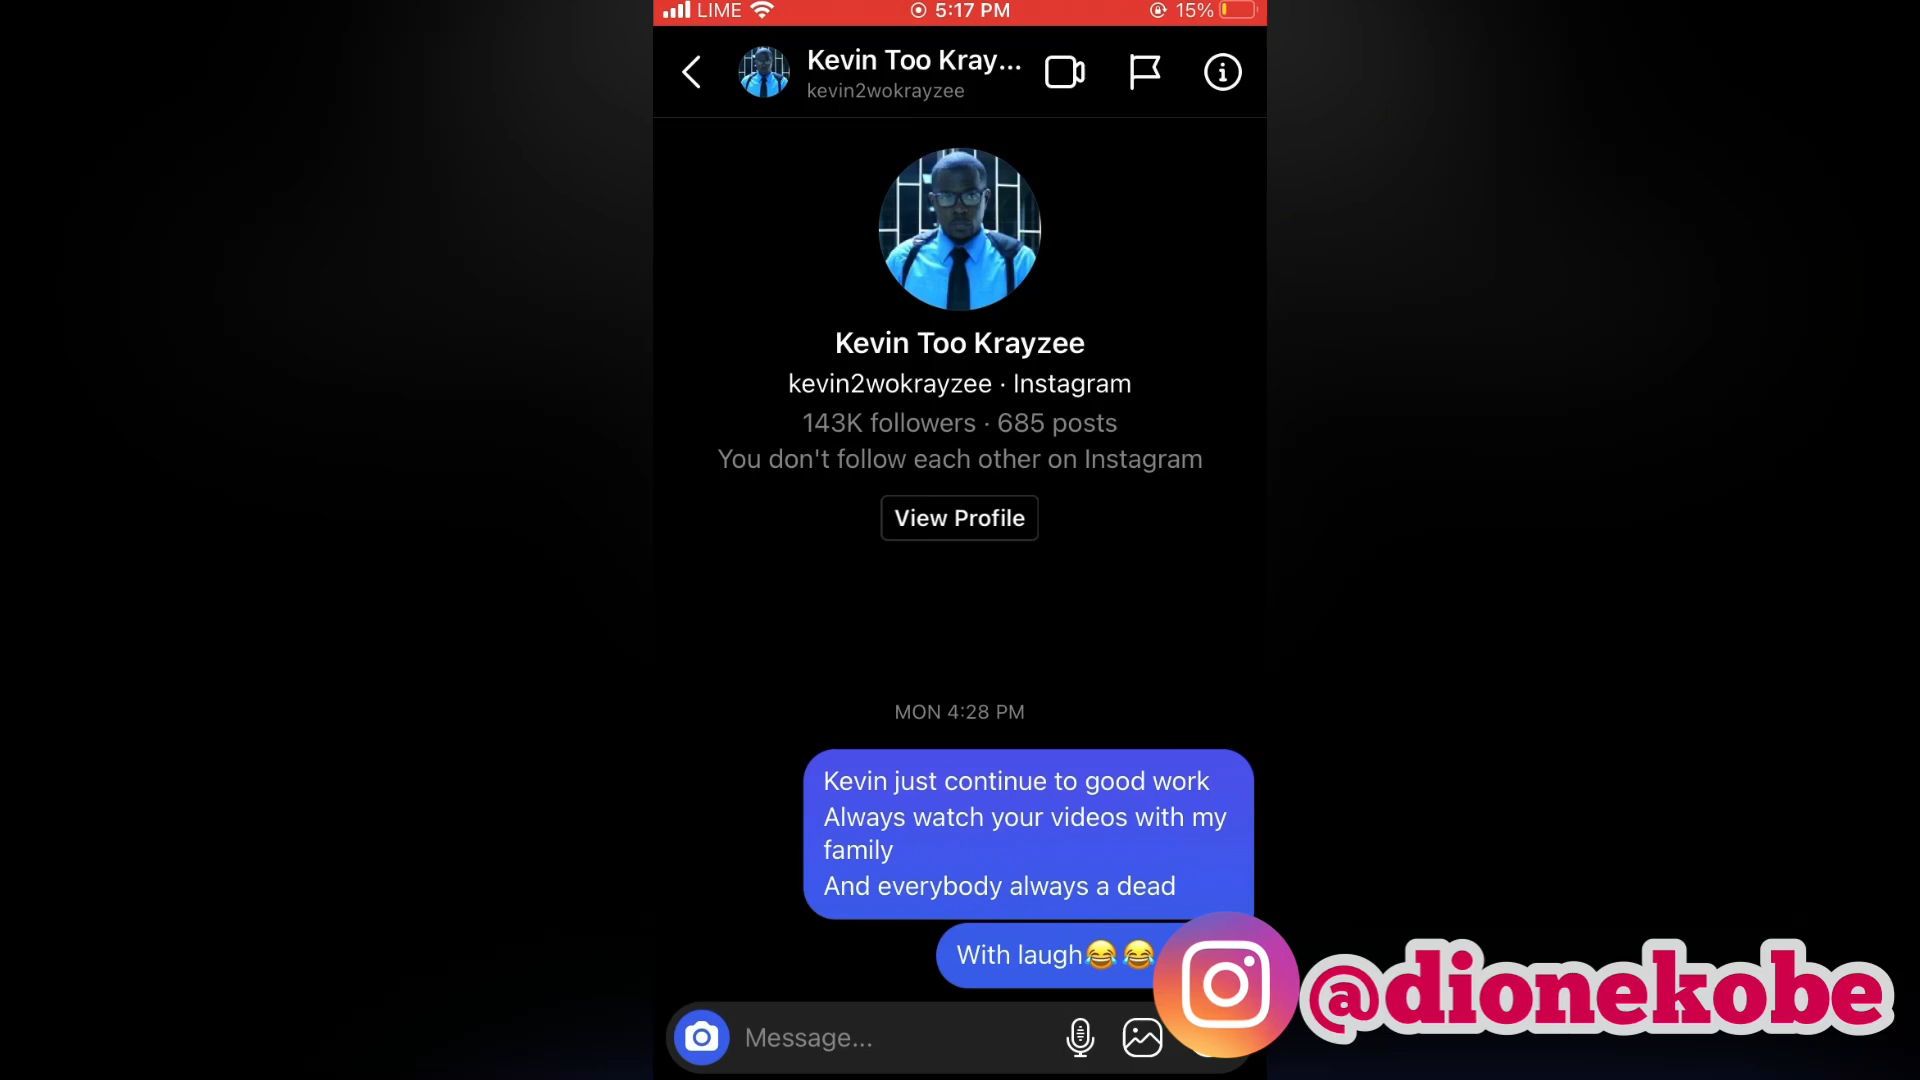 LIME 5:17 PM 15%
Kevin Too Kray...
kevin2wokrayzee
Kevin Too Krayzee
kevin2wokrayzee · Instagram
143K followers · 685 posts
You don't follow each other on Instagram
View Profile
MON 4:28 PM
Kevin just continue to good work
Always watch your videos with my
family
And everybody always a dead
With laugh😂😂
Message...
@dionekobe